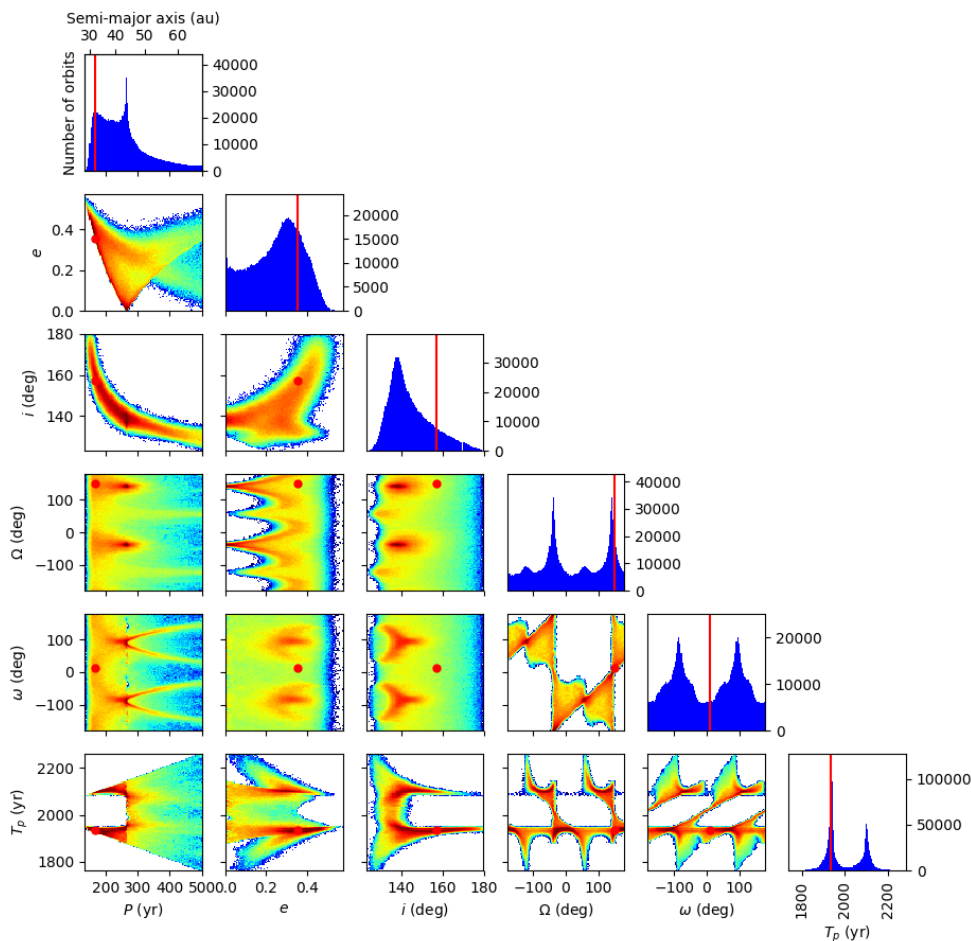 Semi-major axis (au)
30 40 50 60
Number of orbits
40000
30000
20000
10000
0
e
0.4
0.2
0.0
20000
15000
10000
5000
0
i (deg)
180
160
140
30000
20000
10000
0
Ω (deg)
100
0
−100
40000
30000
20000
10000
0
ω (deg)
100
0
−100
20000
10000
0
Tp (yr)
2200
2100
2000
1900
1800
100000
50000
0
200 300 400 500
P (yr)
0.0 0.2 0.4
e
140 160 180
i (deg)
−100 0 100
Ω (deg)
−100 0 100
ω (deg)
1800 2000 2200
Tp (yr)